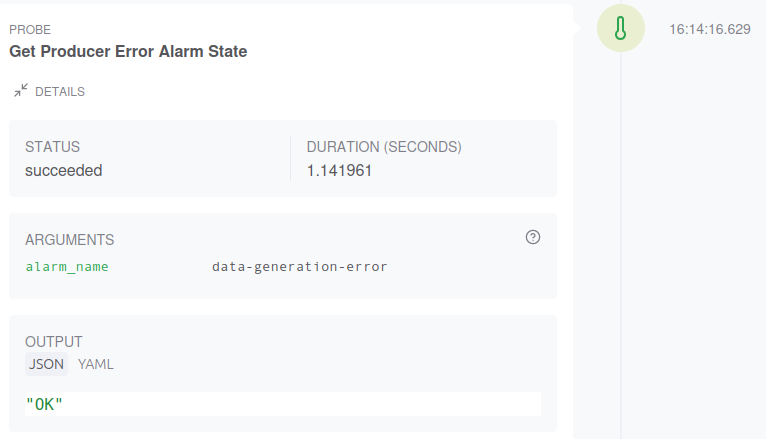 PROBE
16:14:16.629
Get Producer Error Alarm State
DETAILS
STATUS
DURATION (SECONDS)
succeeded
1.141961
ARGUMENTS
?
alarm_name data-generation-error
OUTPUT
JSON YAML
"OK"